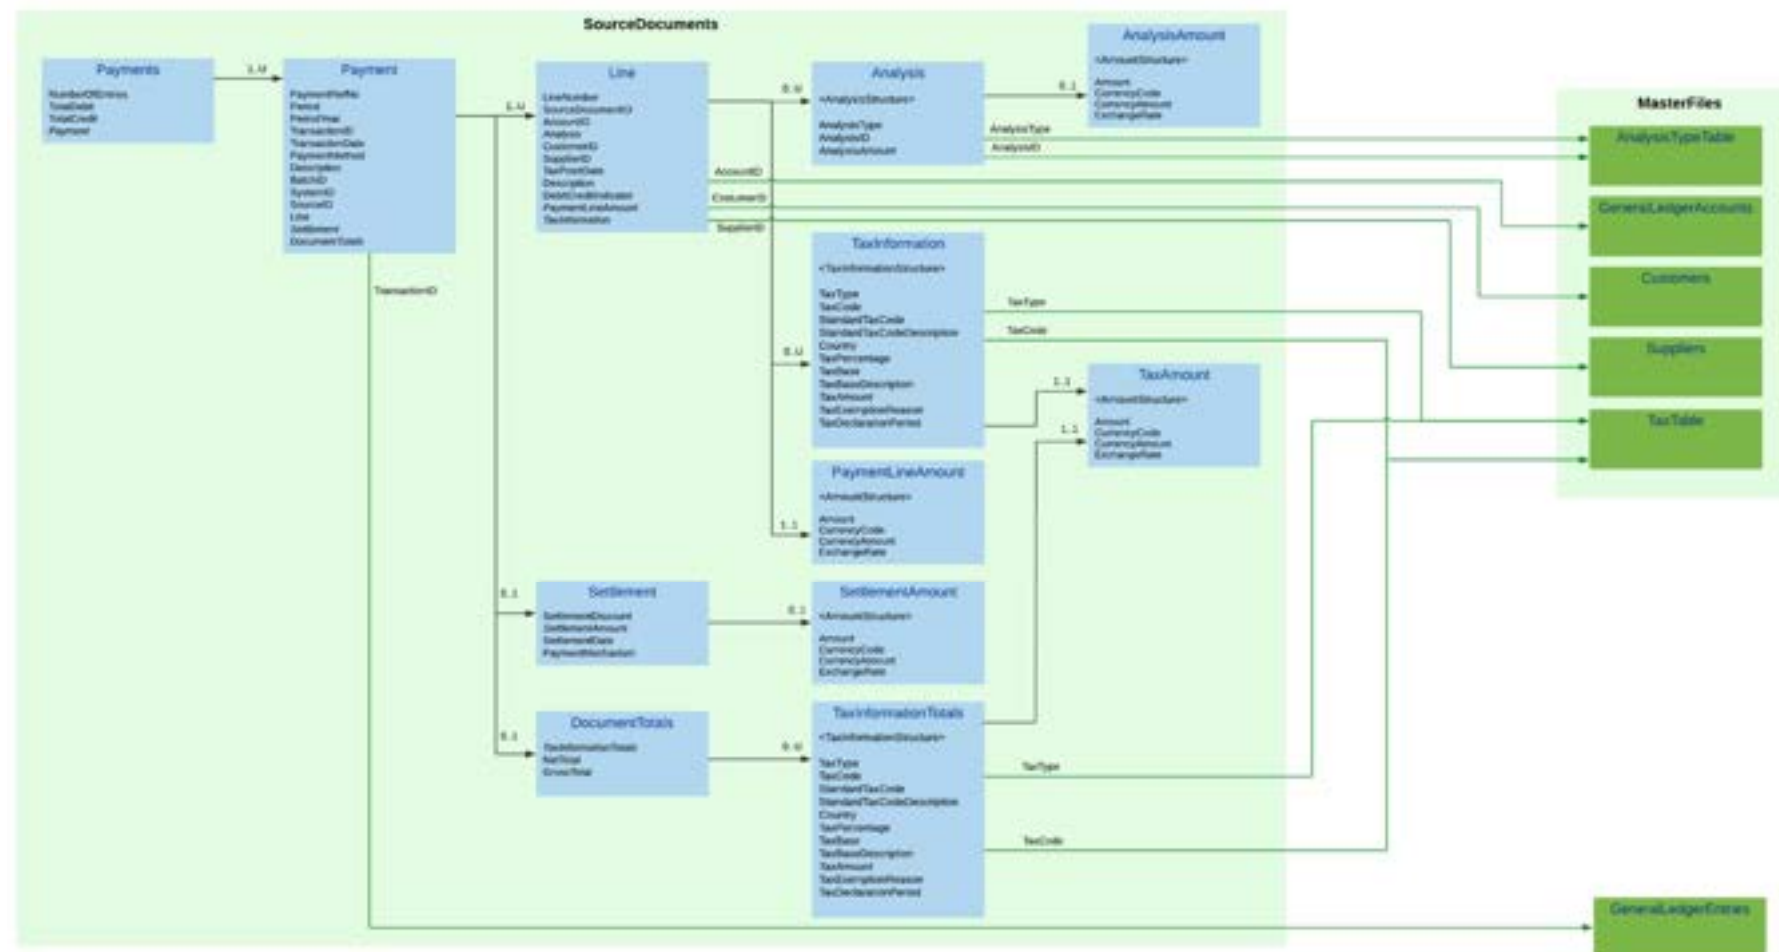 SourceDocuments
Payments
NumberOfEntries
TotalDebit
TotalCredit
Payment
1..U
Payment
PaymentRefNo
Period
PeriodYear
TransactionID
TransactionDate
PaymentMethod
Description
BatchID
SystemID
SourceID
Line
Settlement
DocumentTotals
TransactionID
1..U
Line
LineNumber
SourceDocumentID
AccountID
Analysis
CustomerID
SupplierID
TaxPointDate
Description
DebitCreditIndicator
PaymentLineAmount
TaxInformation
AccountID
CostumerID
SupplierID
0..U
Analysis
<AnalysisStructure>
AnalysisType
AnalysisID
AnalysisAmount
0..1
AnalysisAmount
<AmountStructure>
Amount
CurrencyCode
CurrencyAmount
ExchangeRate
AnalysisType
AnalysisID
0..U
TaxInformation
<TaxInformationStructure>
TaxType
TaxCode
StandardTaxCode
StandardTaxCodeDescription
Country
TaxPercentage
TaxBase
TaxBaseDescription
TaxAmount
TaxExemptionReason
TaxDeclarationPeriod
TaxType
TaxCode
1..1
1..1
TaxAmount
<AmountStructure>
Amount
CurrencyCode
CurrencyAmount
ExchangeRate
1..1
PaymentLineAmount
<AmountStructure>
Amount
CurrencyCode
CurrencyAmount
ExchangeRate
0..1
Settlement
SettlementDiscount
SettlementAmount
SettlementDate
PaymentMechanism
0..1
SettlementAmount
<AmountStructure>
Amount
CurrencyCode
CurrencyAmount
ExchangeRate
0..1
DocumentTotals
TaxInformationTotals
NetTotal
GrossTotal
0..U
TaxInformationTotals
<TaxInformationStructure>
TaxType
TaxCode
StandardTaxCode
StandardTaxCodeDescription
Country
TaxPercentage
TaxBase
TaxBaseDescription
TaxAmount
TaxExemptionReason
TaxDeclarationPeriod
TaxType
TaxCode
MasterFiles
AnalysisTypeTable
GeneralLedgerAccounts
Customers
Suppliers
TaxTable
GeneralLedgerEntries